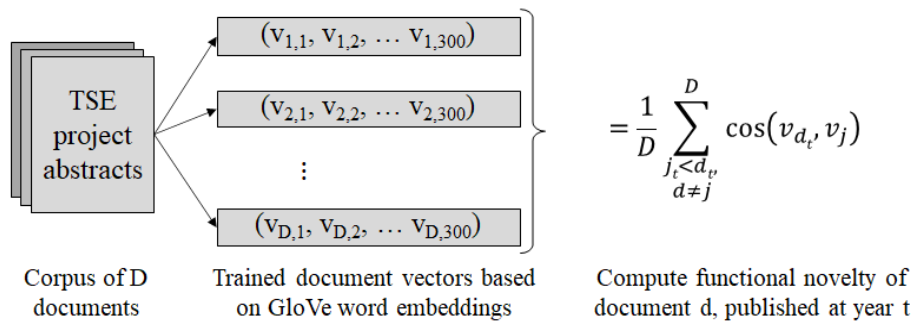 TSE
project
abstracts
(v1,1, v1,2, … v1,300)
(v2,1, v2,2, … v2,300)
⋮
(vD,1, vD,2, … vD,300)
= 1/D ∑ D jt<dt, d≠j cos(vdt, vj)
Corpus of D
documents
Trained document vectors based
on GloVe word embeddings
Compute functional novelty of
document d, published at year t